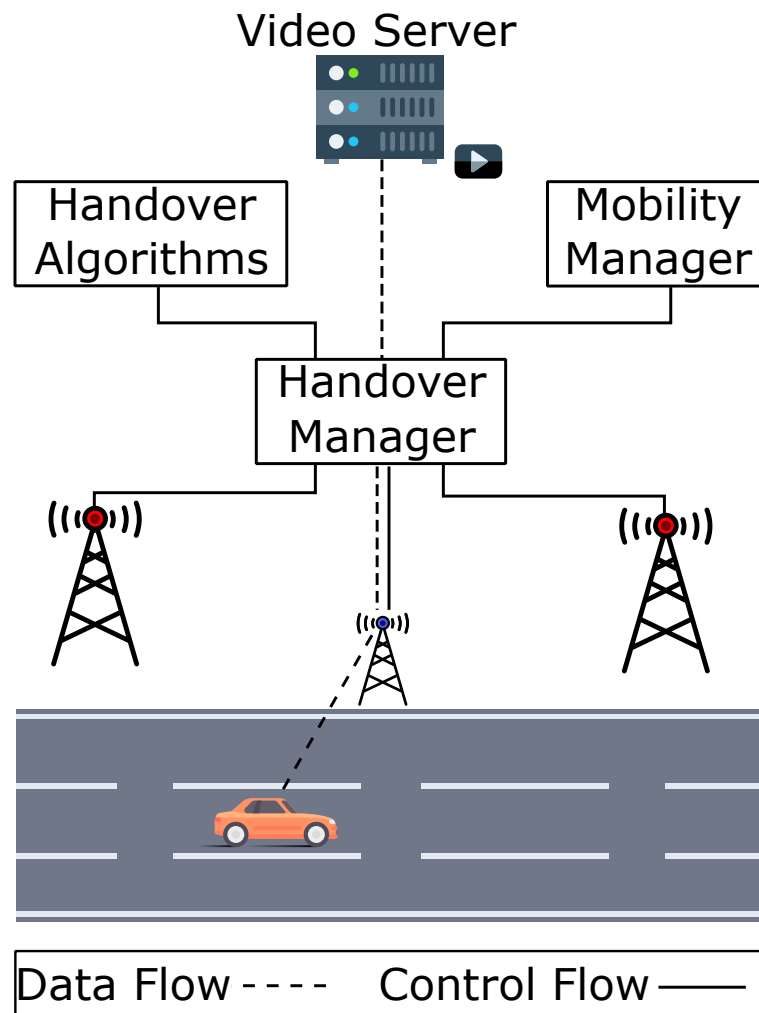 Video Server
Handover
Algorithms
Mobility
Manager
Handover
Manager
Data Flow
Control Flow